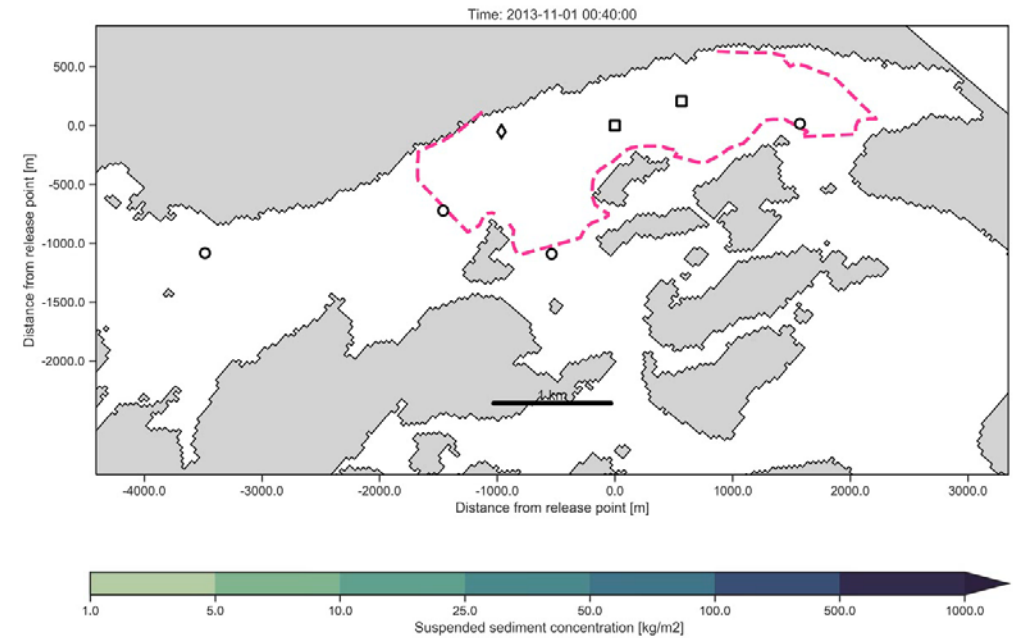 Time: 2013-11-01 00:40:00
Distance from release point [m]
500.0
0.0
-500.0
-1000.0
-1500.0
-2000.0
1 km
-4000.0 -3000.0 -2000.0 -1000.0 0.0 1000.0 2000.0 3000.0
Distance from release point [m]
1.0 5.0 10.0 25.0 50.0 100.0 500.0 1000.0
Suspended sediment concentration [kg/m2]